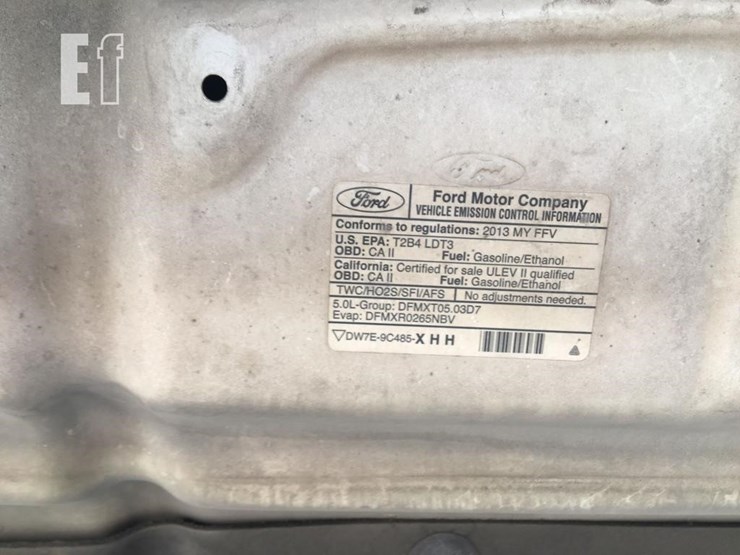 Ef
Ford
Ford
Ford Motor Company
VEHICLE EMISSION CONTROL INFORMATION
Conforms to regulations: 2013 MY FFV
U.S. EPA: T2B4 LDT3
OBD: CA II Fuel: Gasoline/Ethanol
California: Certified for sale ULEV II qualified
OBD: CA II Fuel: Gasoline/Ethanol
TWC/HO2S/SFI/AFS No adjustments needed.
5.0L-Group: DFMXT05.03D7
Evap: DFMXR0265NBV
DW7E-9C485-X H H